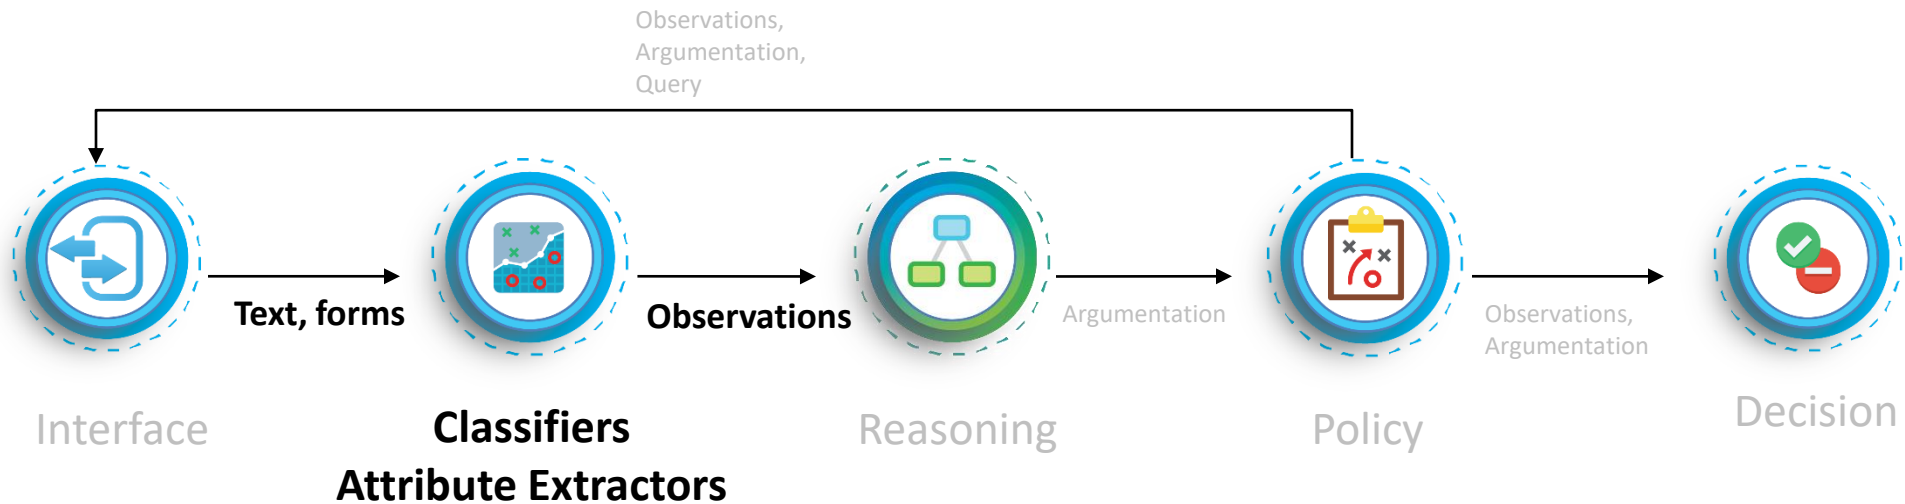 Observations,
Argumentation,
Query
Text, forms
Observations
Argumentation
Observations,
Argumentation
Interface
Classifiers
Attribute Extractors
Reasoning
Policy
Decision